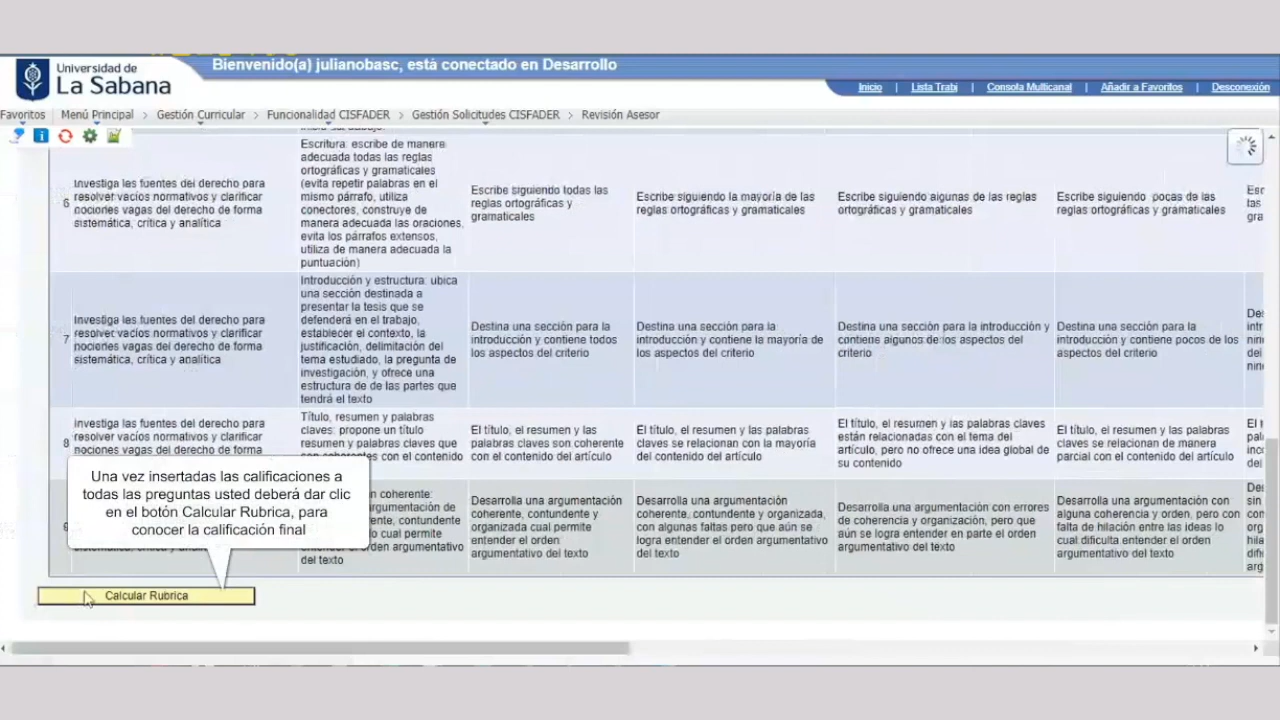 Universidad de
La Sabana
Bienvenido(a) julianobasc, está conectado en Desarrollo
Inicio | Lista Trabj | Consola Multicanal | Añadir a Favoritos | Desconexión
Favoritos Menú Principal > Gestión Curricular > Funcionalidad CISFADER > Gestión Solicitudes CISFADER > Revisión Asesor
6
Investiga las fuentes del derecho para
resolver vacíos normativos y clarificar
nociones vagas del derecho de forma
sistemática, crítica y analítica
Escritura: escribe de manera
adecuada todas las reglas
ortográficas y gramaticales
(evita repetir palabras en el
mismo párrafo, utiliza
conectores, construye de
manera adecuada las oraciones,
evita los párrafos extensos,
utiliza de manera adecuada la
puntuación)
Escribe siguiendo todas las
reglas ortográficas y
gramaticales
Escribe siguiendo la mayoría de las
reglas ortográficas y gramaticales
Escribe siguiendo algunas de las reglas
ortográficas y gramaticales
Escribe siguiendo pocas de las
reglas ortográficas y gramaticales
7
Investiga las fuentes del derecho para
resolver vacíos normativos y clarificar
nociones vagas del derecho de forma
sistemática, crítica y analítica
Introducción y estructura: ubica
una sección destinada a
presentar la tesis que se
defenderá en el trabajo,
establecer el contexto, la
justificación, delimitación del
tema estudiado, la pregunta de
investigación, y ofrece una
estructura de de las partes que
tendrá el texto
Destina una sección para la
introducción y contiene todos
los aspectos del criterio
Destina una sección para la
introducción y contiene la mayoría de
los aspectos del criterio
Destina una sección para la introducción y
contiene algunos de los aspectos del
criterio
Destina una sección para la
introducción y contiene pocos de los
aspectos del criterio
8
Investiga las fuentes del derecho para
resolver vacíos normativos y clarificar
nociones vagas del derecho de forma
Título, resumen y palabras
claves: propone un título
resumen y palabras claves que
son coherentes con el contenido
El título, el resumen y las
palabras claves son coherente
con el contenido del artículo
El título, el resumen y las palabras
claves se relacionan con la mayoría
del contenido del artículo
El título, el resumen y las palabras claves
están relacionadas con el tema del
artículo, pero no ofrece una idea global de
su contenido
El título, el resumen y las palabras
claves se relacionan de manera
parcial con el contenido del artículo
coherente:
argumentación de
contundente
lo cual permite
entender el orden argumentativo
del texto
Desarrolla una argumentación
coherente, contundente y
organizada cual permite
entender el orden
argumentativo del texto
Desarrolla una argumentación
coherente, contundente y organizada,
con algunas faltas pero que aún se
logra entender el orden argumentativo
del texto
Desarrolla una argumentación con errores
de coherencia y organización, pero que
aún se logra entender en parte el orden
argumentativo del texto
Desarrolla una argumentación con
alguna coherencia y orden, pero con
falta de hilación entre las ideas lo
cual dificulta entender el orden
argumentativo del texto
Una vez insertadas las calificaciones a
todas las preguntas usted deberá dar clic
en el botón Calcular Rubrica, para
conocer la calificación final
Calcular Rubrica